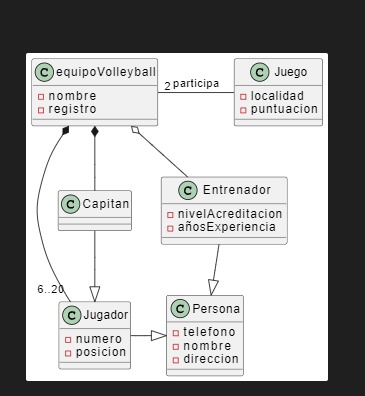 C equipoVolleyball
nombre
registro
2 participa
C Juego
localidad
puntuacion
C Capitan
C Entrenador
nivelAcreditacion
añosExperiencia
6..20
C Jugador
numero
posicion
C Persona
telefono
nombre
direccion